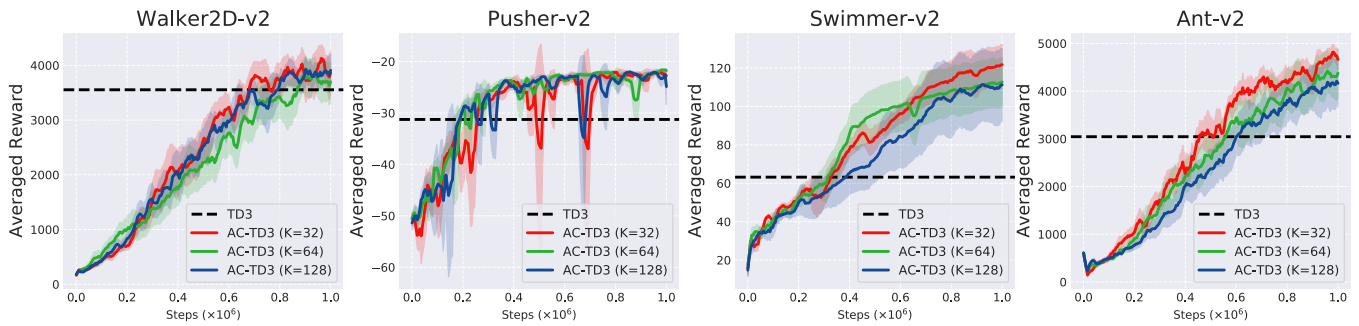 Walker2D-v2
Averaged Reward
4000
3000
2000
1000
0
0.0 0.2 0.4 0.6 0.8 1.0
Steps (×10⁶)
TD3
AC-TD3 (K=32)
AC-TD3 (K=64)
AC-TD3 (K=128)
Pusher-v2
Averaged Reward
−20
−30
−40
−50
−60
0.0 0.2 0.4 0.6 0.8 1.0
Steps (×10⁶)
TD3
AC-TD3 (K=32)
AC-TD3 (K=64)
AC-TD3 (K=128)
Swimmer-v2
Averaged Reward
120
100
80
60
40
20
0.0 0.2 0.4 0.6 0.8 1.0
Steps (×10⁶)
TD3
AC-TD3 (K=32)
AC-TD3 (K=64)
AC-TD3 (K=128)
Ant-v2
Averaged Reward
5000
4000
3000
2000
1000
0
0.0 0.2 0.4 0.6 0.8 1.0
Steps (×10⁶)
TD3
AC-TD3 (K=32)
AC-TD3 (K=64)
AC-TD3 (K=128)